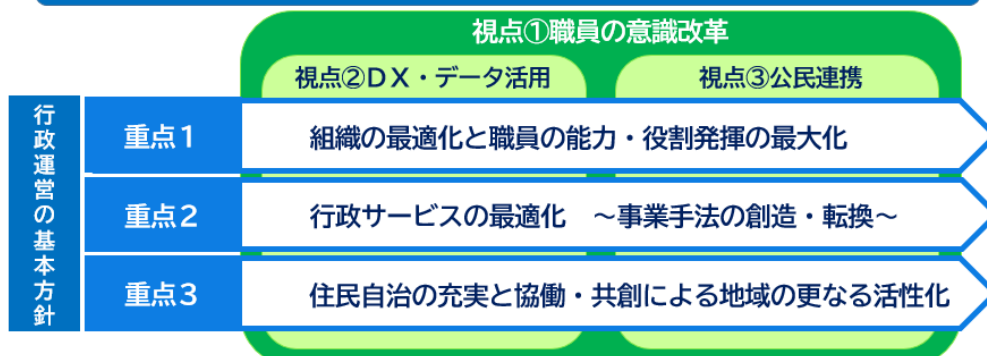 視点①職員の意識改革
視点②DX・データ活用
視点③公民連携
行政運営の基本方針
重点1
組織の最適化と職員の能力・役割発揮の最大化
重点2
行政サービスの最適化　～事業手法の創造・転換～
重点3
住民自治の充実と協働・共創による地域の更なる活性化